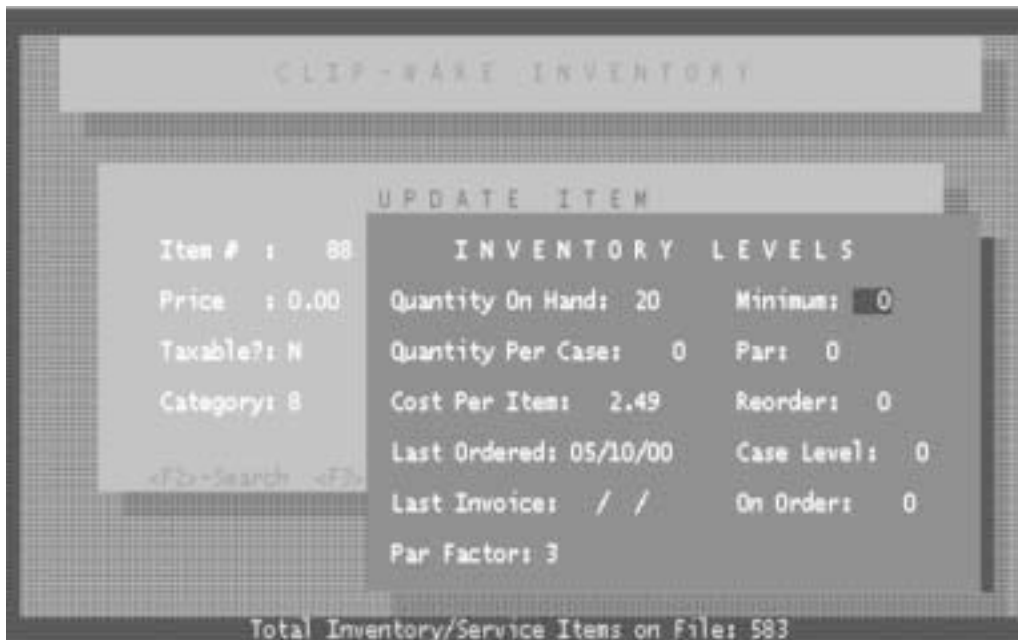 CLIP-WARE INVENTORY
UPDATE ITEM
INVENTORY LEVELS
Item # : 88
Quantity On Hand: 20 Minimum: 0
Price : 0.00
Quantity Per Case: 0 Par: 0
Taxable?: N
Cost Per Item: 2.49 Reorder: 0
Category: 8
Last Ordered: 05/10/00 Case Level: 0
<F2>-Search <F3>
Last Invoice: / / On Order: 0
Par Factor: 3
Total Inventory/Service Items on File: 583